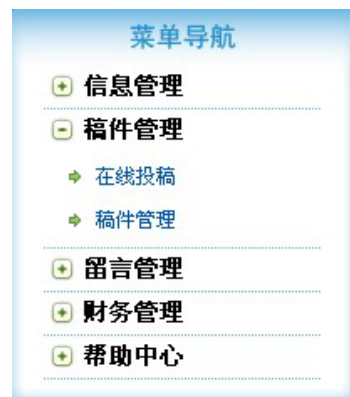 菜单导航
信息管理
稿件管理
在线投稿
稿件管理
留言管理
财务管理
帮助中心